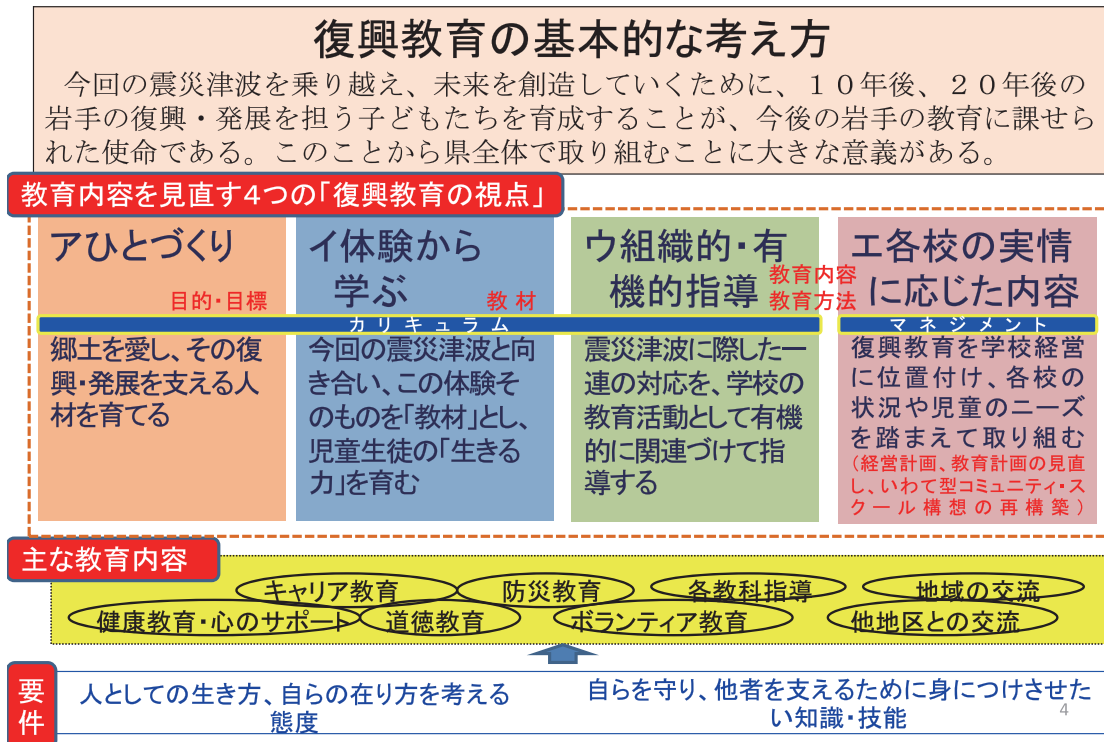 復興教育の基本的な考え方
今回の震災津波を乗り越え、未来を創造していくために、１０年後、２０年後の
岩手の復興・発展を担う子どもたちを育成することが、今後の岩手の教育に課せら
れた使命である。このことから県全体で取り組むことに大きな意義がある。
教育内容を見直す４つの「復興教育の視点」
アひとづくり
目的・目標
イ体験から
学ぶ
教 材
ウ組織的・有
機的指導
教育内容
教育方法
エ各校の実情
に応じた内容
カ リ キ ュ ラ ム
マ ネ ジ メ ン ト
郷土を愛し、その復
興・発展を支える人
材を育てる
今回の震災津波と向
き合い、この体験そ
のものを「教材」とし、
児童生徒の「生きる
力」を育む
震災津波に際した一
連の対応を、学校の
教育活動として有機
的に関連づけて指
導する
復興教育を学校経営
に位置付け、各校の
状況や児童のニーズ
を踏まえて取り組む
（経営計画、教育計画の見直
し、いわて型コミュニティ・ス
クール構想の再構築）
主な教育内容
キャリア教育
防災教育
各教科指導
地域の交流
健康教育・心のサポート
道徳教育
ボランティア教育
他地区との交流
要
件
人としての生き方、自らの在り方を考える
態度
自らを守り、他者を支えるために身につけさせた
い知識・技能
4